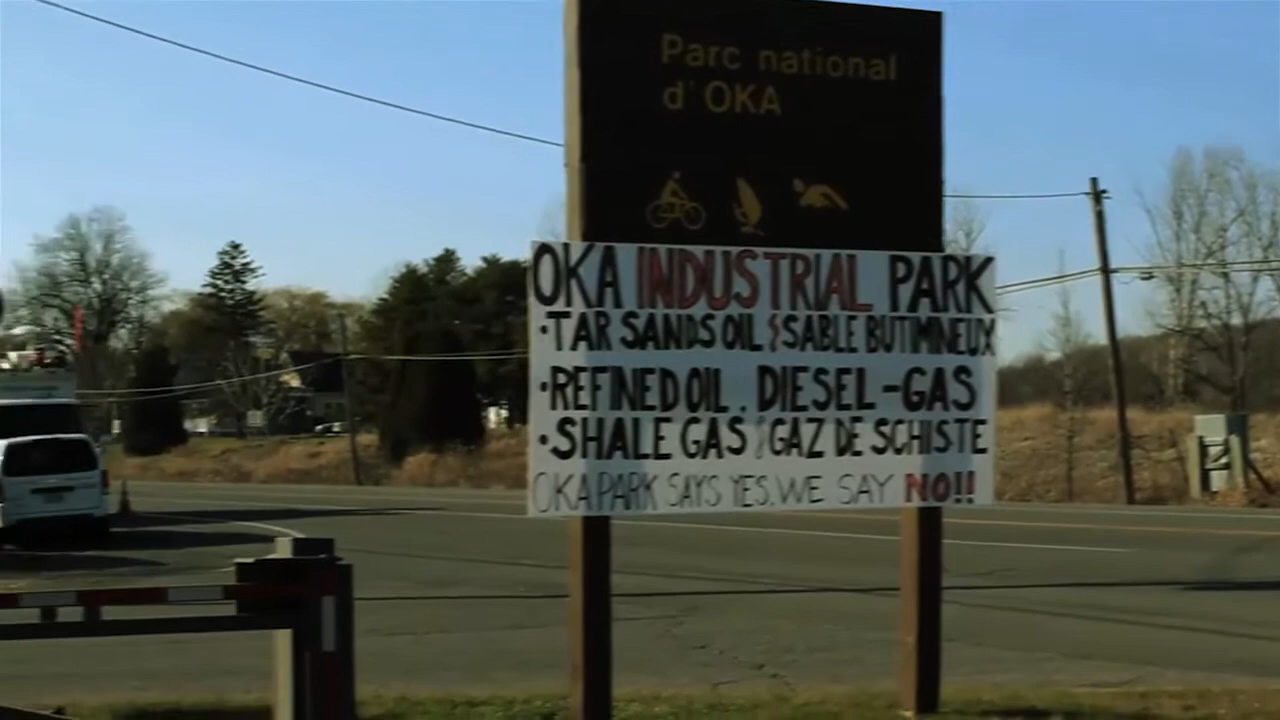 Parc national
d'OKA
OKA INDUSTRIAL PARK
•TAR SANDS OIL & SABLE BUTIMINEUX
•REFINED OIL. DIESEL-GAS
•SHALE GAS & GAZ DE SCHISTE
OKA PARK SAYS YES. WE SAY NO!!